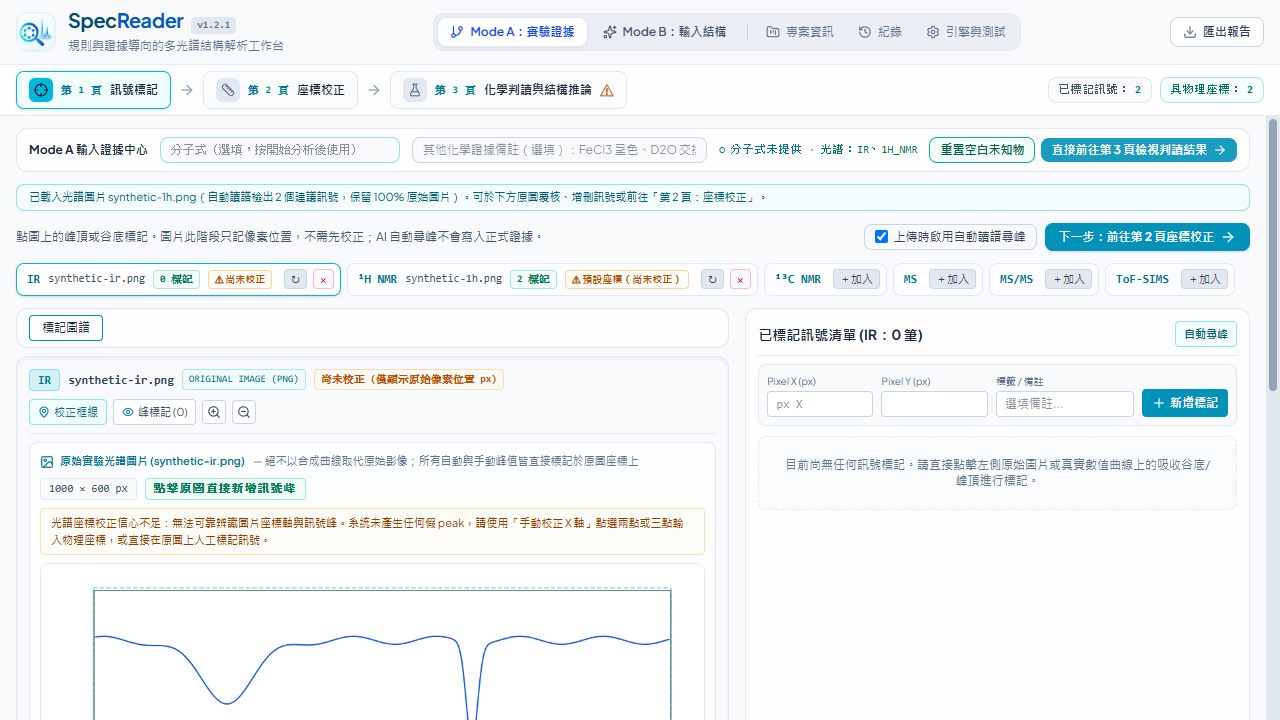 SpecReader v1.2.1
規則與證據導向的多光譜結構解析工作台
Mode A：實驗證據
Mode B：輸入結構
專案資訊
紀錄
引擎與測試
匯出報告
第 1 頁 訊號標記
第 2 頁 座標校正
第 3 頁 化學判讀與結構推論
已標記訊號： 2
具物理座標： 2
Mode A 輸入證據中心
分子式（選填，按開始分析後使用）
其他化學證據備註（選填）：FeCl3 呈色、D2O 交
分子式未提供 · 光譜：IR、1H_NMR
重置空白未知物
直接前往第 3 頁檢視判讀結果
已載入光譜圖片 synthetic-1h.png（自動讀譜檢出 2 個建議訊號，保留 100% 原始圖片）。可於下方原圖覆核、增刪訊號或前往「第 2 頁：座標校正」。
點圖上的峰頂或谷底標記。圖片此階段只記像素位置，不需先校正；AI 自動尋峰不會寫入正式證據。
上傳時啟用自動讀譜尋峰
下一步：前往第 2 頁座標校正
IR synthetic-ir.png 0 標記 尚未校正 ↻ ×
¹H NMR synthetic-1h.png 2 標記 預設座標（尚未校正） ↻ ×
¹³C NMR + 加入
MS + 加入
MS/MS + 加入
ToF-SIMS + 加入
標記圖譜
IR synthetic-ir.png ORIGINAL IMAGE (PNG) 尚未校正（僅顯示原始像素位置 px）
校正框線
峰標記 (0)
原始實驗光譜圖片 (synthetic-ir.png) — 絕不以合成曲線取代原始影像；所有自動與手動峰值皆直接標記於原圖座標上
1000 × 600 px
點擊原圖直接新增訊號峰
光譜座標校正信心不足：無法可靠辨識圖片座標軸與訊號峰。系統未產生任何假 peak，請使用「手動校正 X 軸」點選兩點或三點輸
入物理座標，或直接在原圖上人工標記訊號。
已標記訊號清單 (IR：0 筆)
自動尋峰
Pixel X (px)
Pixel Y (px)
標籤 / 備註
px X
選填備註...
新增標記
目前尚無任何訊號標記。請直接點擊左側原始圖片或真實數值曲線上的吸收谷底/
峰頂進行標記。